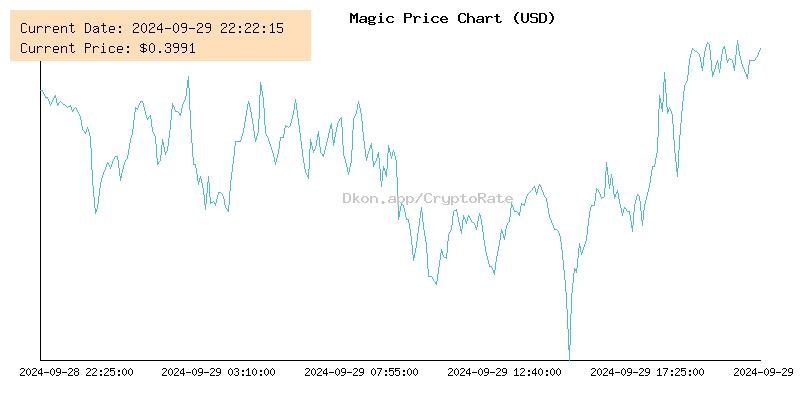 Magic Price Chart (USD)
Current Date: 2024-09-29 22:22:15
Current Price: $0.3991
Dkon.app/CryptoRate
2024-09-28 22:25:00 2024-09-29 03:10:00 2024-09-29 07:55:00 2024-09-29 12:40:00 2024-09-29 17:25:00 2024-09-29